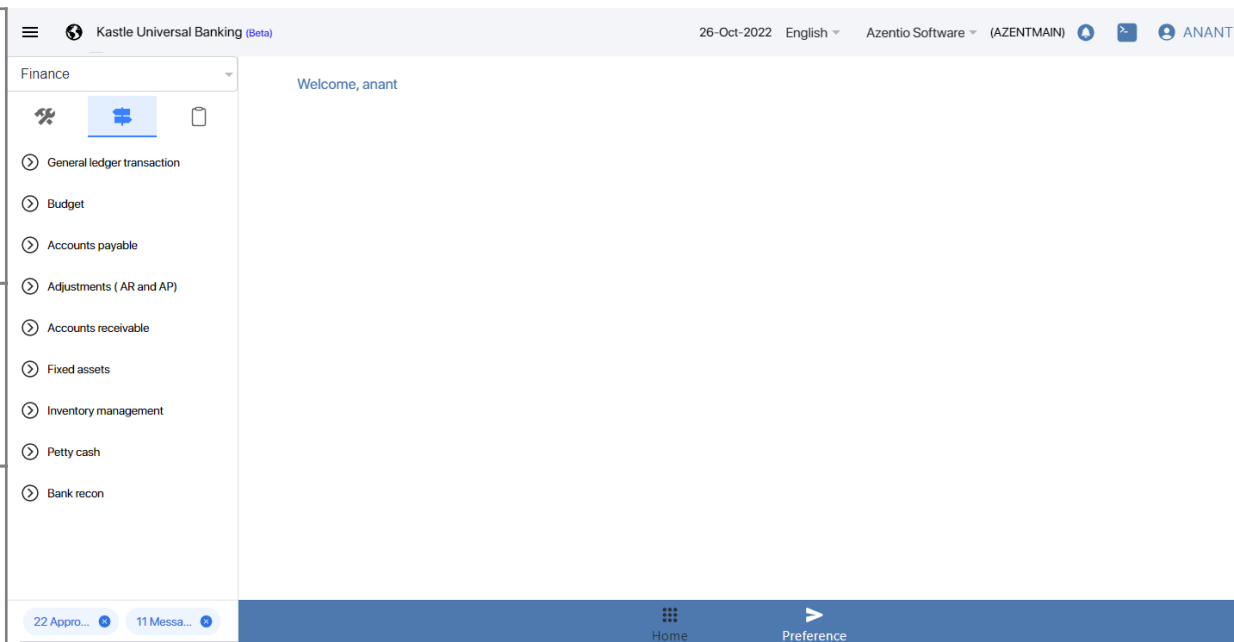 Kastle Universal Banking (Beta) 26-Oct-2022 English Azentio Software (AZENTMAIN) ANANT
Finance
Welcome, anant
General ledger transaction
Budget
Accounts payable
Adjustments ( AR and AP)
Accounts receivable
Fixed assets
Inventory management
Petty cash
Bank recon
22 Appro... 11 Messa...
Home Preference